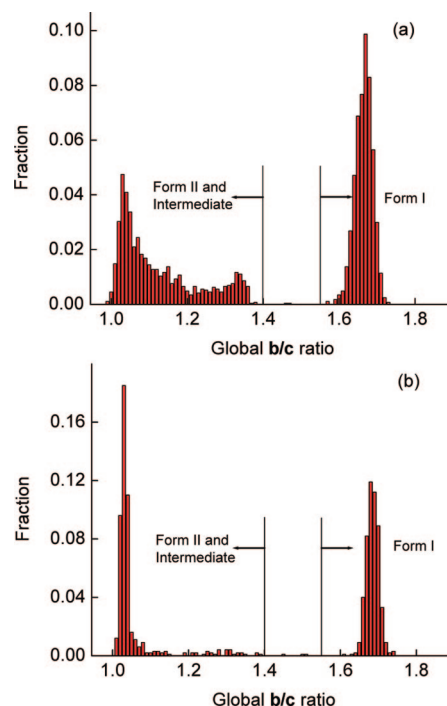 (a)
0.10
0.08
0.06
0.04
0.02
0.00
Fraction
Form II and
Intermediate
Form I
1.0 1.2 1.4 1.6 1.8
Global b/c ratio
(b)
0.16
0.12
0.08
0.04
0.00
Fraction
Form II and
Intermediate
Form I
1.0 1.2 1.4 1.6 1.8
Global b/c ratio